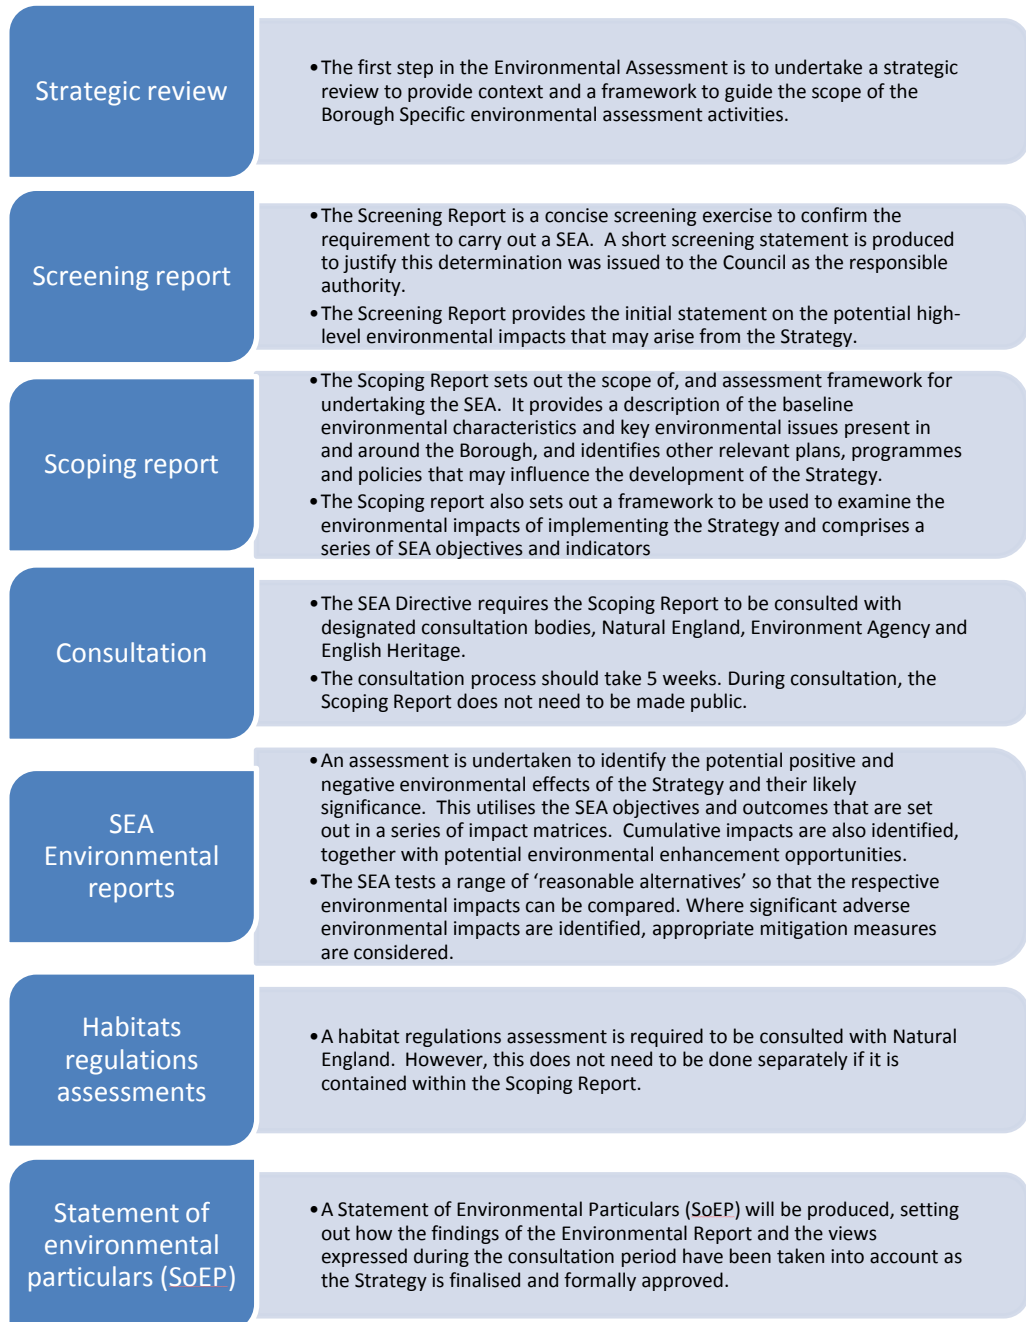 Strategic review
•The first step in the Environmental Assessment is to undertake a strategic
review to provide context and a framework to guide the scope of the
Borough Specific environmental assessment activities.
Screening report
•The Screening Report is a concise screening exercise to confirm the
requirement to carry out a SEA.  A short screening statement is produced
to justify this determination was issued to the Council as the responsible
authority.
•The Screening Report provides the initial statement on the potential high-
level environmental impacts that may arise from the Strategy.
Scoping report
•The Scoping Report sets out the scope of, and assessment framework for
undertaking the SEA.  It provides a description of the baseline
environmental characteristics and key environmental issues present in
and around the Borough, and identifies other relevant plans, programmes
and policies that may influence the development of the Strategy.
•The Scoping report also sets out a framework to be used to examine the
environmental impacts of implementing the Strategy and comprises a
series of SEA objectives and indicators
Consultation
•The SEA Directive requires the Scoping Report to be consulted with
designated consultation bodies, Natural England, Environment Agency and
English Heritage.
•The consultation process should take 5 weeks. During consultation, the
Scoping Report does not need to be made public.
SEA
Environmental
reports
•An assessment is undertaken to identify the potential positive and
negative environmental effects of the Strategy and their likely
significance.  This utilises the SEA objectives and outcomes that are set
out in a series of impact matrices.  Cumulative impacts are also identified,
together with potential environmental enhancement opportunities.
•The SEA tests a range of ‘reasonable alternatives’ so that the respective
environmental impacts can be compared. Where significant adverse
environmental impacts are identified, appropriate mitigation measures
are considered.
Habitats
regulations
assessments
•A habitat regulations assessment is required to be consulted with Natural
England.  However, this does not need to be done separately if it is
contained within the Scoping Report.
Statement of
environmental
particulars (SoEP)
•A Statement of Environmental Particulars (SoEP) will be produced, setting
out how the findings of the Environmental Report and the views
expressed during the consultation period have been taken into account as
the Strategy is finalised and formally approved.